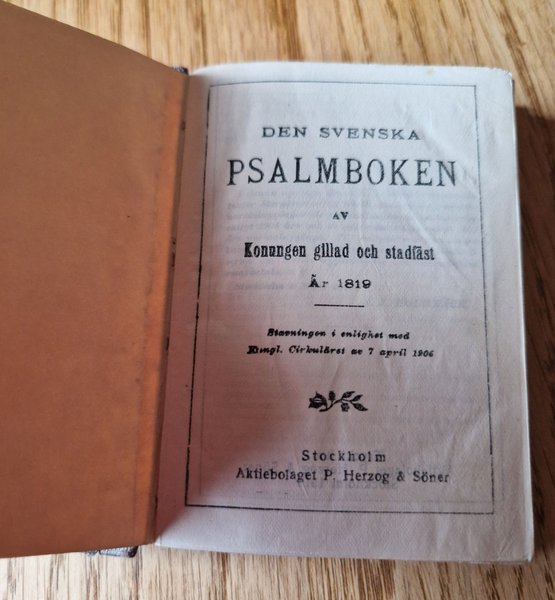 DEN SVENSKA
PSALMBOKEN
AV
Konungen gillad och stadfäst
År 1819
Stavningen i enlighet med
Kungl. Cirkuläret av 7 april 1906
Stockholm
Aktiebolaget P. Herzog & Söner